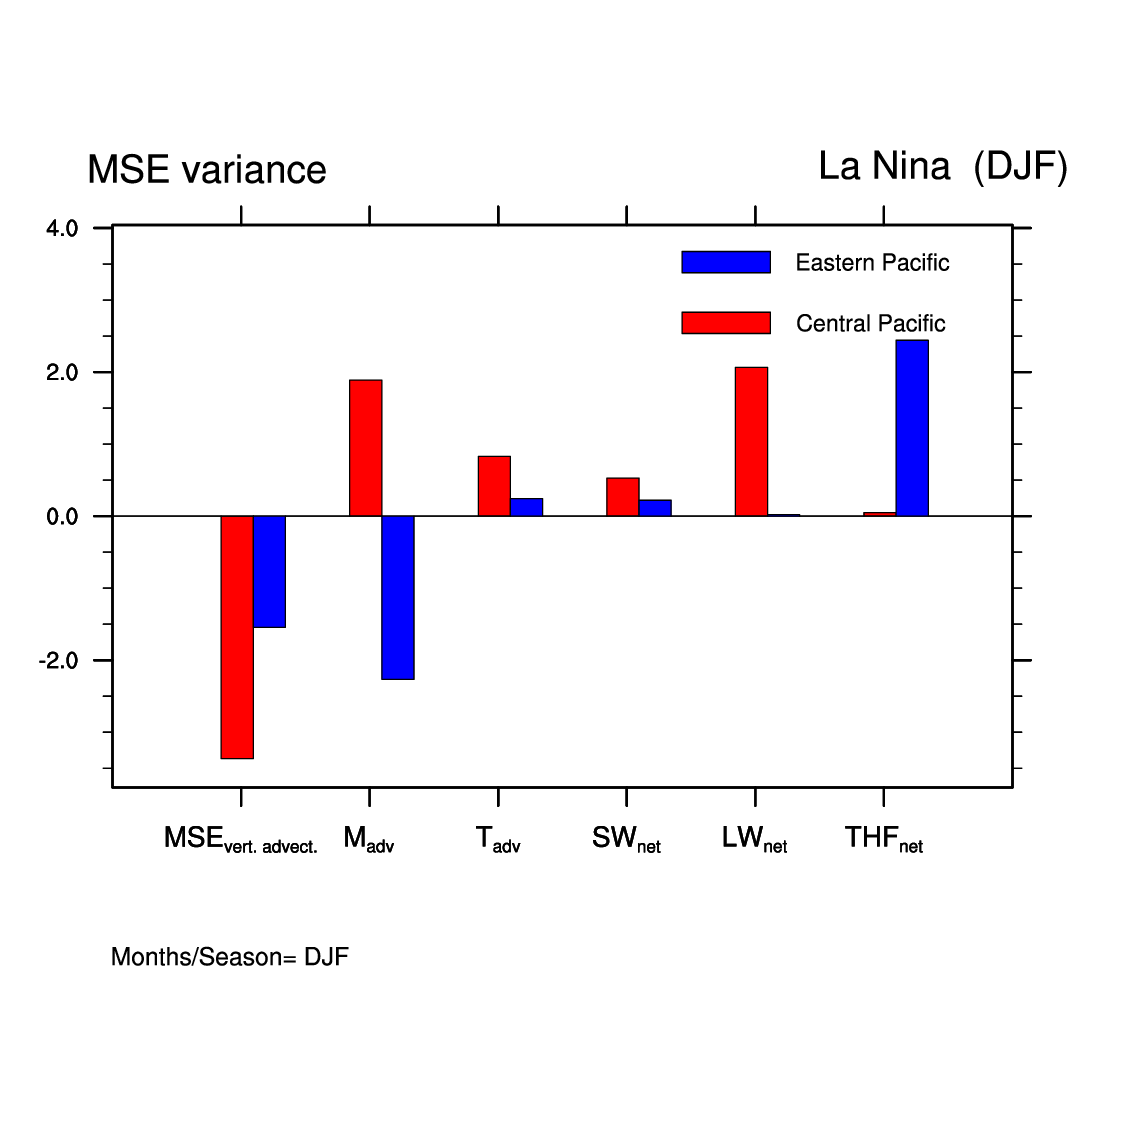 MSE variance
La Nina (DJF)
4.0
Eastern Pacific
Central Pacific
2.0
0.0
-2.0
MSEvert. advect. Madv Tadv SWnet LWnet THFnet
Months/Season= DJF